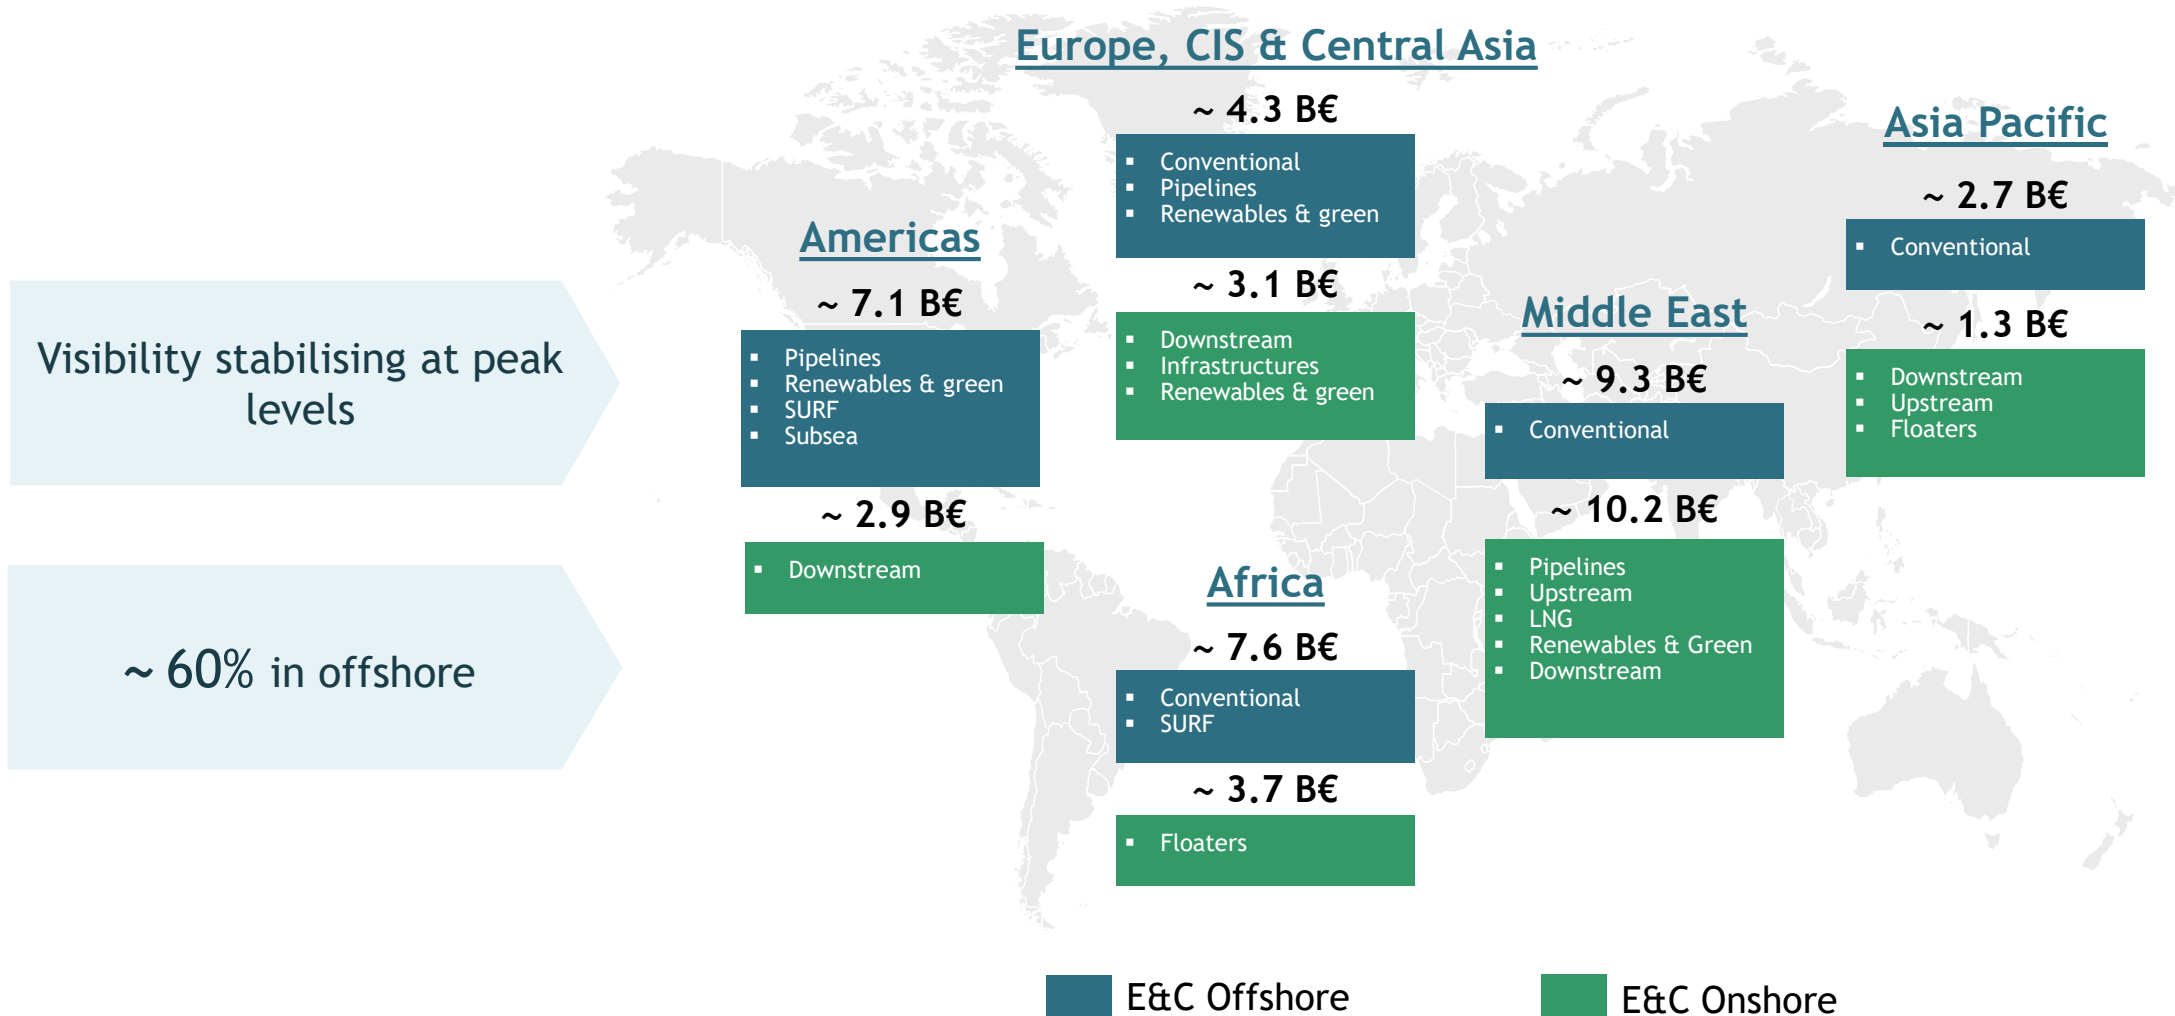 Visibility stabilising at peak
levels
~ 60% in offshore
Americas
~ 7.1 B€
▪ Pipelines
▪ Renewables & green
▪ SURF
▪ Subsea
~ 2.9 B€
▪ Downstream
Europe, CIS & Central Asia
~ 4.3 B€
▪ Conventional
▪ Pipelines
▪ Renewables & green
~ 3.1 B€
▪ Downstream
▪ Infrastructures
▪ Renewables & green
Africa
~ 7.6 B€
▪ Conventional
▪ SURF
~ 3.7 B€
▪ Floaters
Middle East
~ 9.3 B€
▪ Conventional
~ 10.2 B€
▪ Pipelines
▪ Upstream
▪ LNG
▪ Renewables & Green
▪ Downstream
Asia Pacific
~ 2.7 B€
▪ Conventional
~ 1.3 B€
▪ Downstream
▪ Upstream
▪ Floaters
E&C Offshore
E&C Onshore